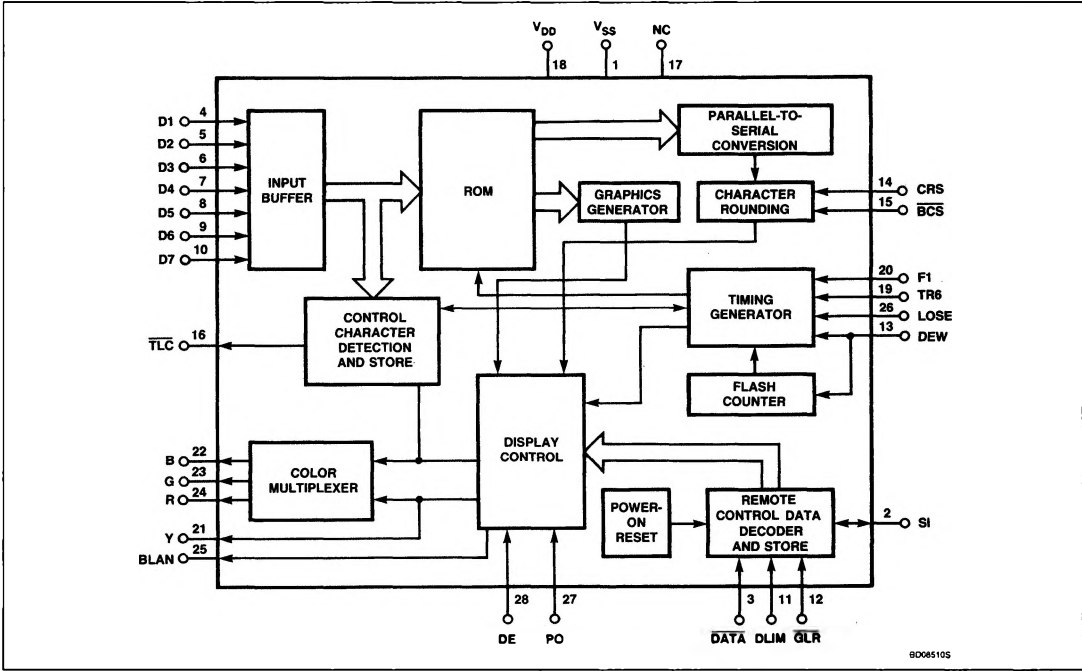 VDD VSS NC
18 1 17
D1 4
D2 5
D3 6
D4 7
D5 8
D6 9
D7 10
INPUT
BUFFER
ROM
PARALLEL-TO-
SERIAL
CONVERSION
GRAPHICS
GENERATOR
CHARACTER
ROUNDING
14 CRS
15 BCS
20 F1
19 TR6
26 LOSE
13 DEW
TIMING
GENERATOR
FLASH
COUNTER
CONTROL
CHARACTER
DETECTION
AND STORE
TLC 16
DISPLAY
CONTROL
COLOR
MULTIPLEXER
B 22
G 23
R 24
Y 21
BLAN 25
POWER-
ON
RESET
REMOTE
CONTROL DATA
DECODER
AND STORE
2 SI
28 27 3 11 12
DE PO DATA DLIM GLR
BD08510S